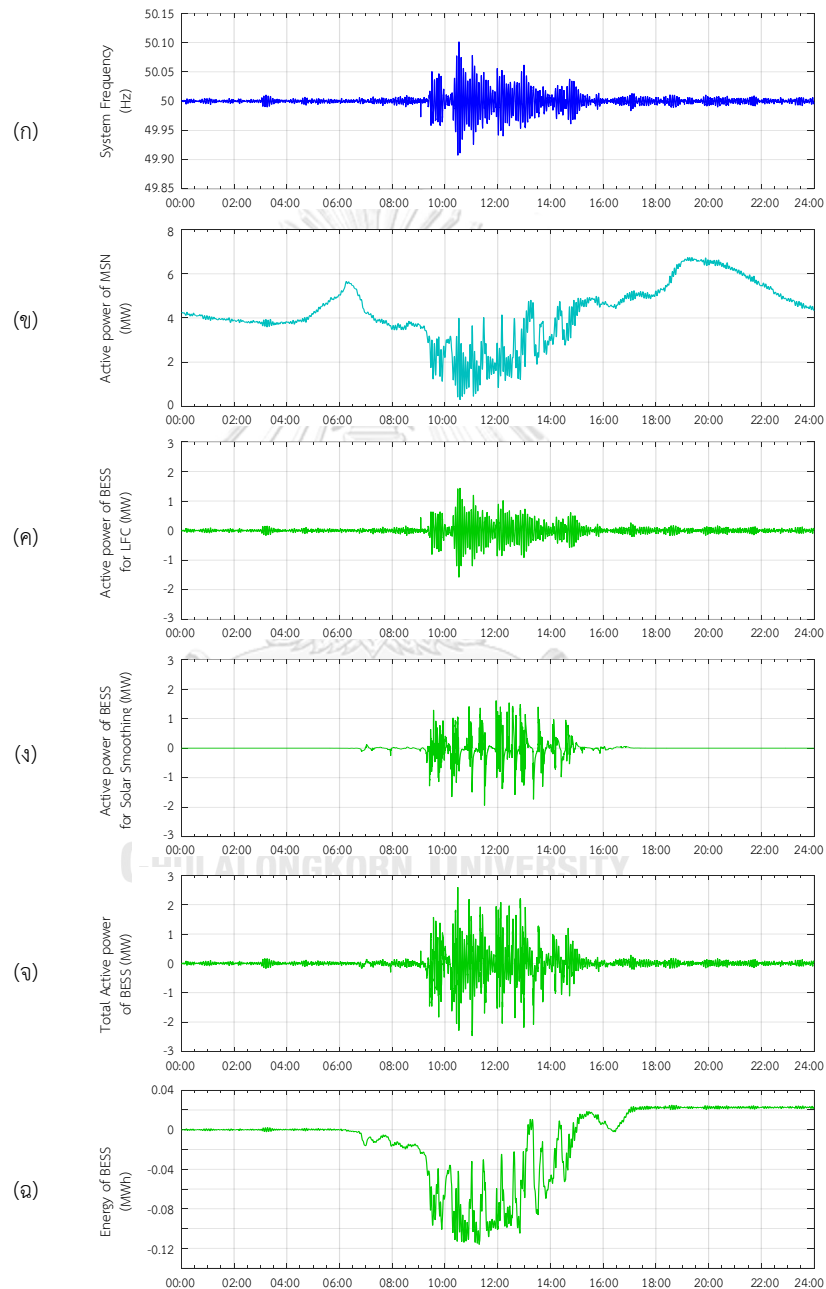 (ก)
System Frequency
(Hz)
50.15
50.10
50.05
50
49.95
49.90
49.85
00:00 02:00 04:00 06:00 08:00 10:00 12:00 14:00 16:00 18:00 20:00 22:00 24:00
(ข)
Active power of MSN
(MW)
8
6
4
2
0
00:00 02:00 04:00 06:00 08:00 10:00 12:00 14:00 16:00 18:00 20:00 22:00 24:00
(ค)
Active power of BESS
for LFC (MW)
3
2
1
0
-1
-2
-3
00:00 02:00 04:00 06:00 08:00 10:00 12:00 14:00 16:00 18:00 20:00 22:00 24:00
(ง)
Active power of BESS
for Solar Smoothing (MW)
3
2
1
0
-1
-2
-3
00:00 02:00 04:00 06:00 08:00 10:00 12:00 14:00 16:00 18:00 20:00 22:00 24:00
CHULALONGKORN UNIVERSITY
(จ)
Total Active power
of BESS (MW)
3
2
1
0
-1
-2
-3
00:00 02:00 04:00 06:00 08:00 10:00 12:00 14:00 16:00 18:00 20:00 22:00 24:00
(ฉ)
Energy of BESS
(MWh)
0.04
0
-0.04
-0.08
-0.12
00:00 02:00 04:00 06:00 08:00 10:00 12:00 14:00 16:00 18:00 20:00 22:00 24:00